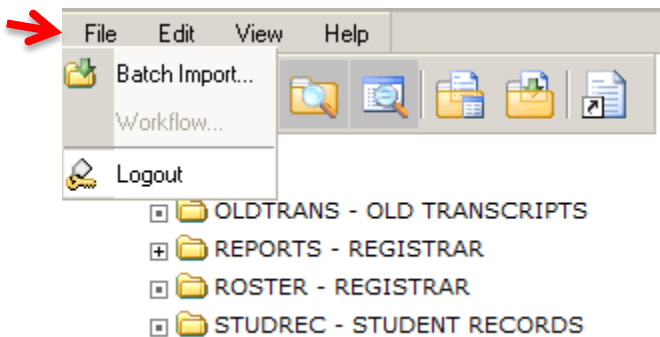 File Edit View Help
Batch Import...
Workflow...
Logout
OLDTRANS - OLD TRANSCRIPTS
REPORTS - REGISTRAR
ROSTER - REGISTRAR
STUDREC - STUDENT RECORDS